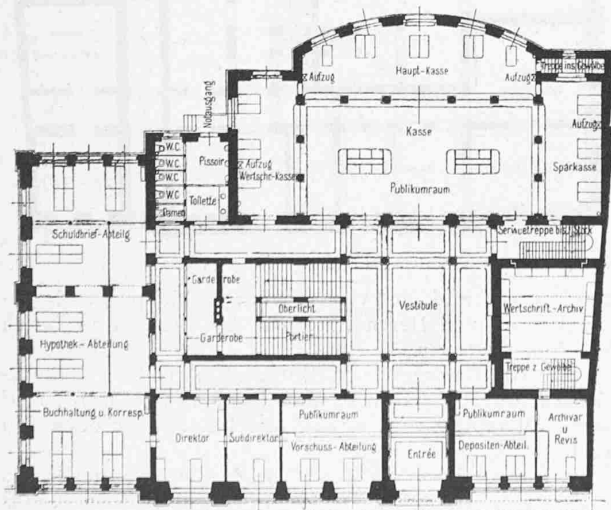 Aufzug
Haupt-Kasse
Aufzug
Treppe ins Gewölbe
Notausgang
Kasse
Aufzug
Sparkasse
W.C.
W.C.
W.C.
W.C.
Damen
Pissoir
Toilette
Aufzug
Wertschr-Kasse
Publikumraum
Schuldbrief-Abteilg
Servicetreppe bis I. Stock
Garderobe
Oberlicht
Vestibule
Wertschrift.-Archiv
Hypothek-Abteilung
Garderobe
Portier
Treppe z. Gewölbe
Buchhaltung u. Korresp.
Direktor
Subdirektor
Publikumraum
Vorschuss-Abteilung
Entrée
Publikumraum
Depositen-Abteil.
Archivar
u
Revis